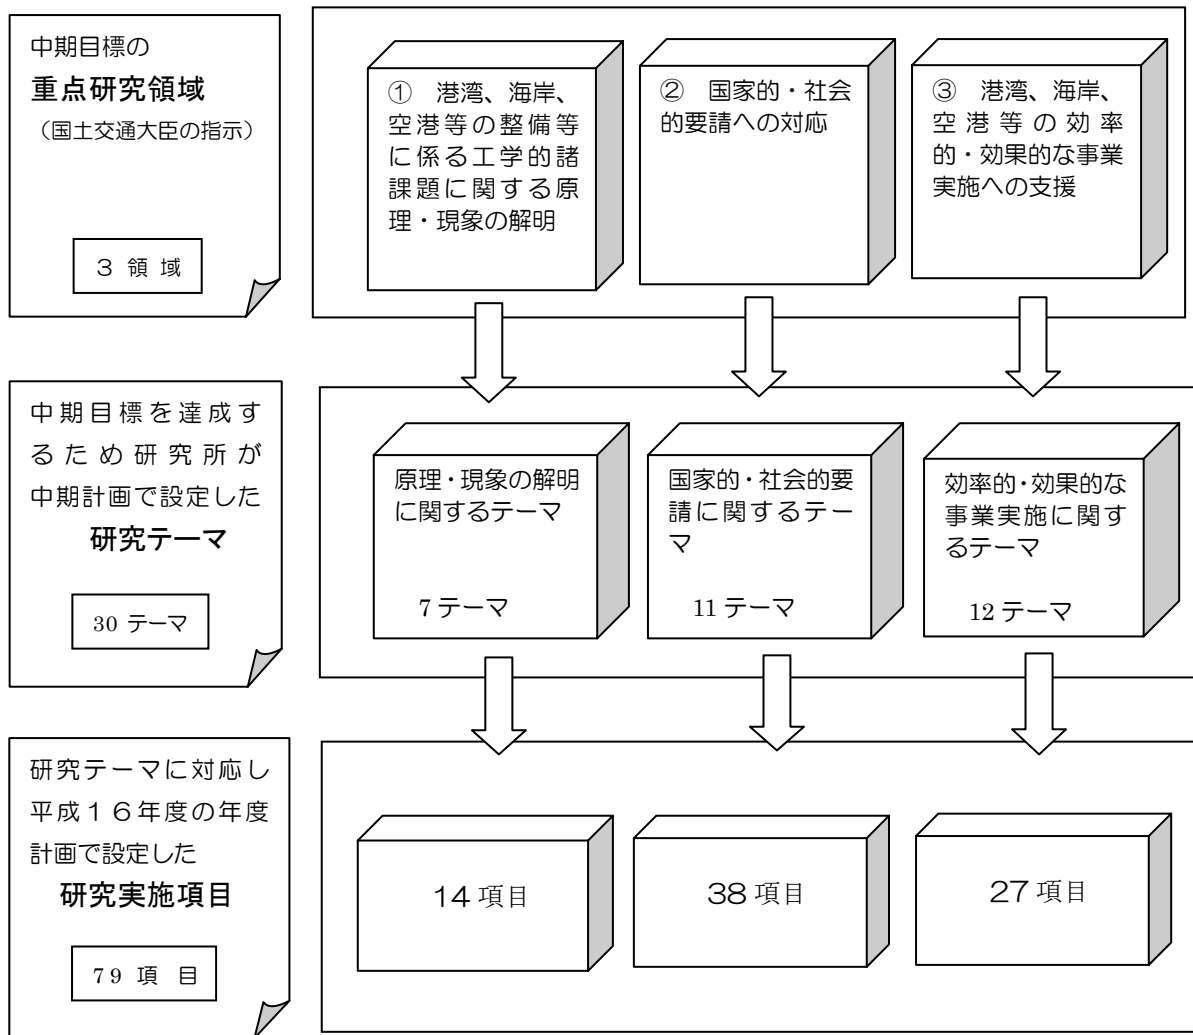 中期目標の
重点研究領域
（国土交通大臣の指示）
３ 領 域
① 港湾、海岸、
空港等の整備等
に係る工学的諸
課題に関する原
理・現象の解明
② 国家的・社会
的要請への対応
③ 港湾、海岸、
空港等の効率
的・効果的な事業
実施への支援
中期目標を達成す
るため研究所が
中期計画で設定した
研究テーマ
30 テーマ
原理・現象の解明
に関するテーマ
7 テーマ
国家的・社会的要
請に関するテー
マ
11 テーマ
効率的・効果的な
事業実施に関す
るテーマ
12 テーマ
研究テーマに対応し
平成１６年度の年度
計画で設定した
研究実施項目
79 項 目
14 項目
38 項目
27 項目